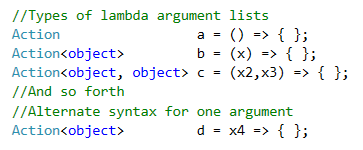 //Types of lambda argument lists
Action                 a = () => { };
Action<object>         b = (x) => { };
Action<object, object> c = (x2,x3) => { };
//And so forth
//Alternate syntax for one argument
Action<object>         d = x4 => { };